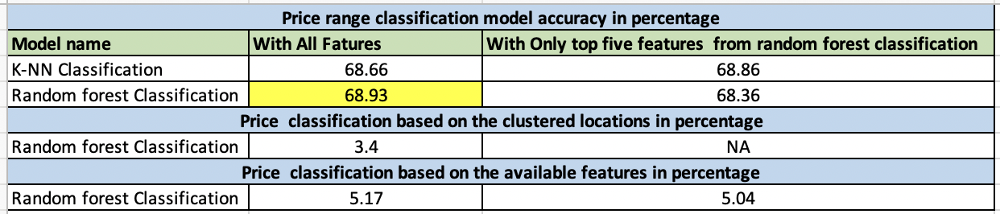 Price range classification model accuracy in percentage
Model name With All Fatures With Only top five features  from random forest classification
K-NN Classification 68.66 68.86
Random forest Classification 68.93 68.36
Price  classification based on the clustered locations in percentage
Random forest Classification 3.4 NA
Price  classification based on the available features in percentage
Random forest Classification 5.17 5.04